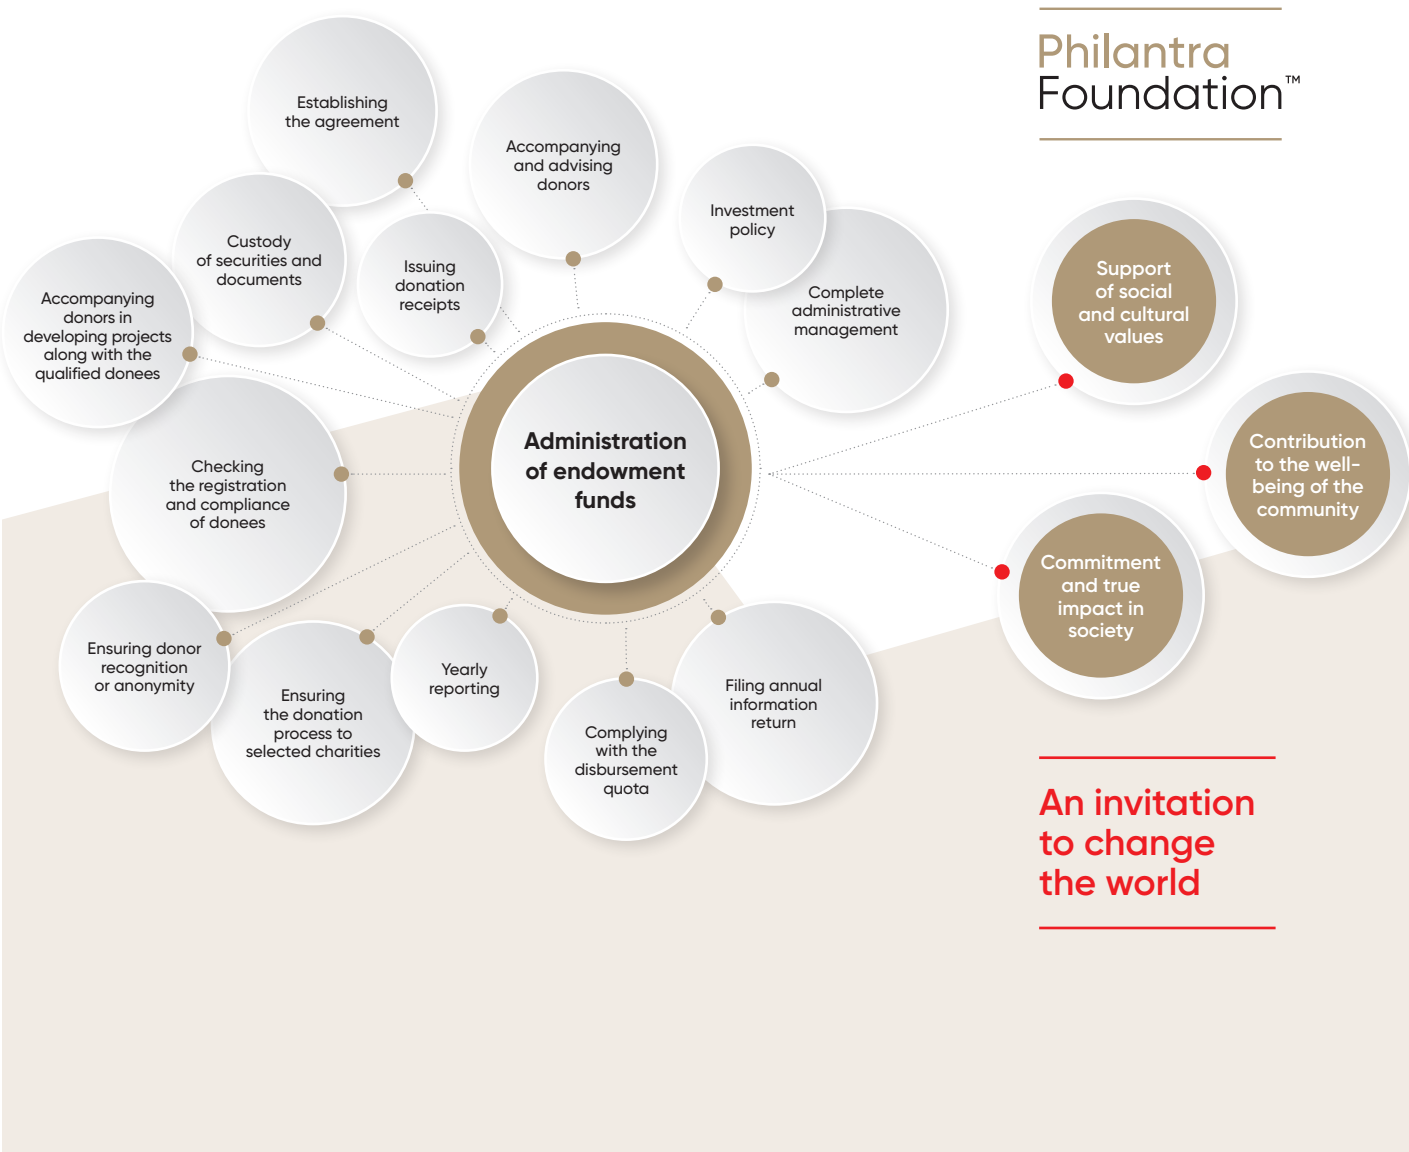 Philantra
Foundation™
Establishing
the agreement
Accompanying
and advising
donors
Investment
policy
Custody
of securities and
documents
Issuing
donation
receipts
Complete
administrative
management
Accompanying
donors in
developing projects
along with the
qualified donees
Checking
the registration
and compliance
of donees
Administration
of endowment
funds
Support
of social
and cultural
values
Contribution
to the well-
being of the
community
Commitment
and true
impact in
society
Ensuring donor
recognition
or anonymity
Ensuring
the donation
process to
selected charities
Yearly
reporting
Complying
with the
disbursement
quota
Filing annual
information
return
An invitation
to change
the world